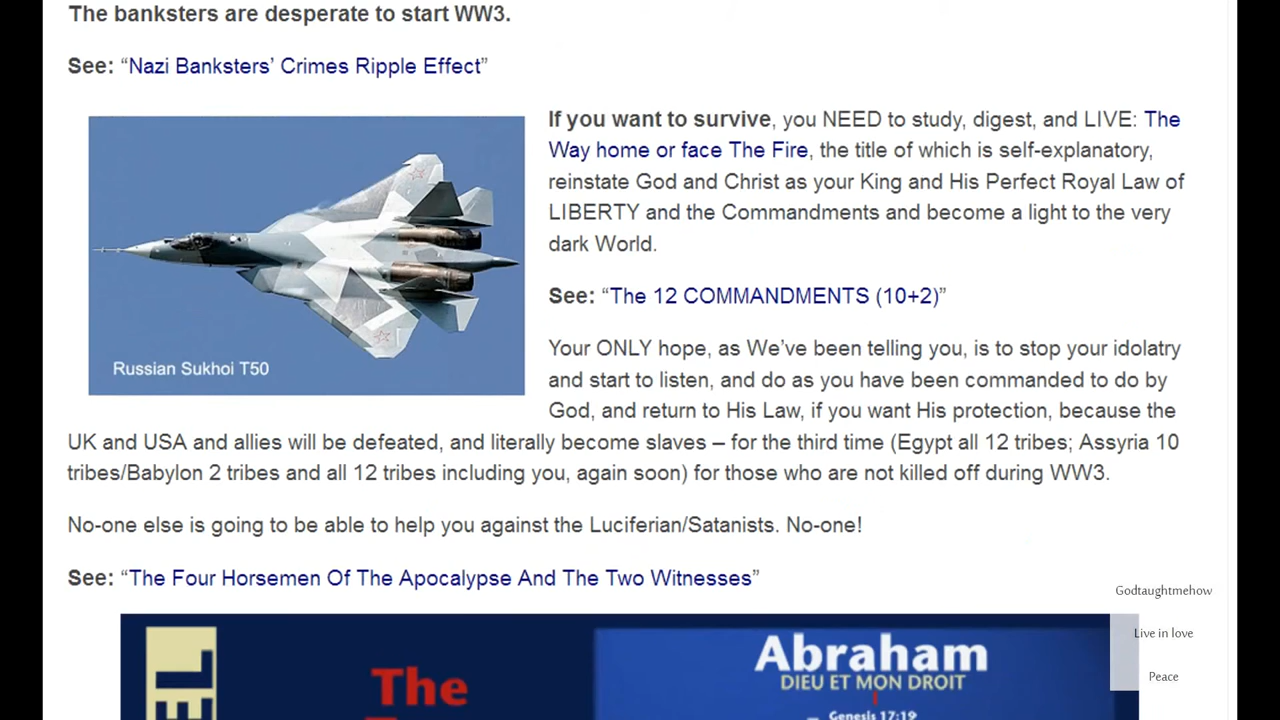 The banksters are desperate to start WW3.
See: “Nazi Banksters’ Crimes Ripple Effect”
Russian Sukhoi T50
If you want to survive, you NEED to study, digest, and LIVE: The
Way home or face The Fire, the title of which is self-explanatory,
reinstate God and Christ as your King and His Perfect Royal Law of
LIBERTY and the Commandments and become a light to the very
dark World.
See: “The 12 COMMANDMENTS (10+2)”
Your ONLY hope, as We’ve been telling you, is to stop your idolatry
and start to listen, and do as you have been commanded to do by
God, and return to His Law, if you want His protection, because the
UK and USA and allies will be defeated, and literally become slaves – for the third time (Egypt all 12 tribes; Assyria 10
tribes/Babylon 2 tribes and all 12 tribes including you, again soon) for those who are not killed off during WW3.
No-one else is going to be able to help you against the Luciferian/Satanists. No-one!
See: “The Four Horsemen Of The Apocalypse And The Two Witnesses”
Godtaughtmehow
Live in love
Peace
The
Abraham
DIEU ET MON DROIT
Genesis 17:19